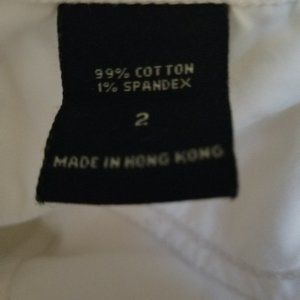 99% COTTON
1% SPANDEX
2
MADE IN HONG KONG